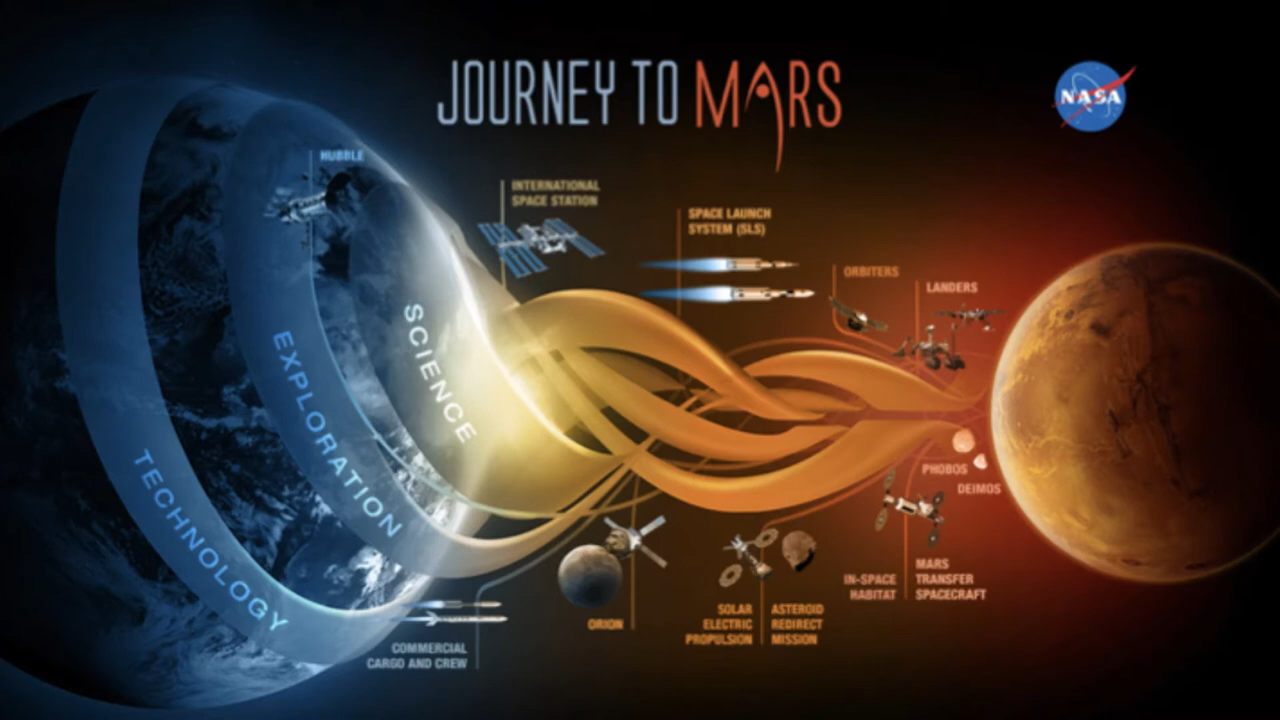 JOURNEY TO MARS
NASA
HUBBLE
INTERNATIONAL
SPACE STATION
SPACE LAUNCH
SYSTEM (SLS)
ORBITERS
LANDERS
SCIENCE
EXPLORATION
TECHNOLOGY
PHOBOS
DEIMOS
COMMERCIAL
CARGO AND CREW
ORION
SOLAR
ELECTRIC
PROPULSION
ASTEROID
REDIRECT
MISSION
IN-SPACE
HABITAT
MARS
TRANSFER
SPACECRAFT